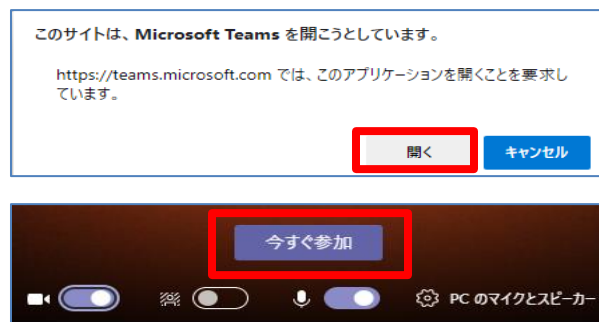 このサイトは、Microsoft Teams を開こうとしています。
https://teams.microsoft.com では、このアプリケーションを開くことを要求し
ています。
開く
キャンセル
今すぐ参加
PC のマイクとスピーカー